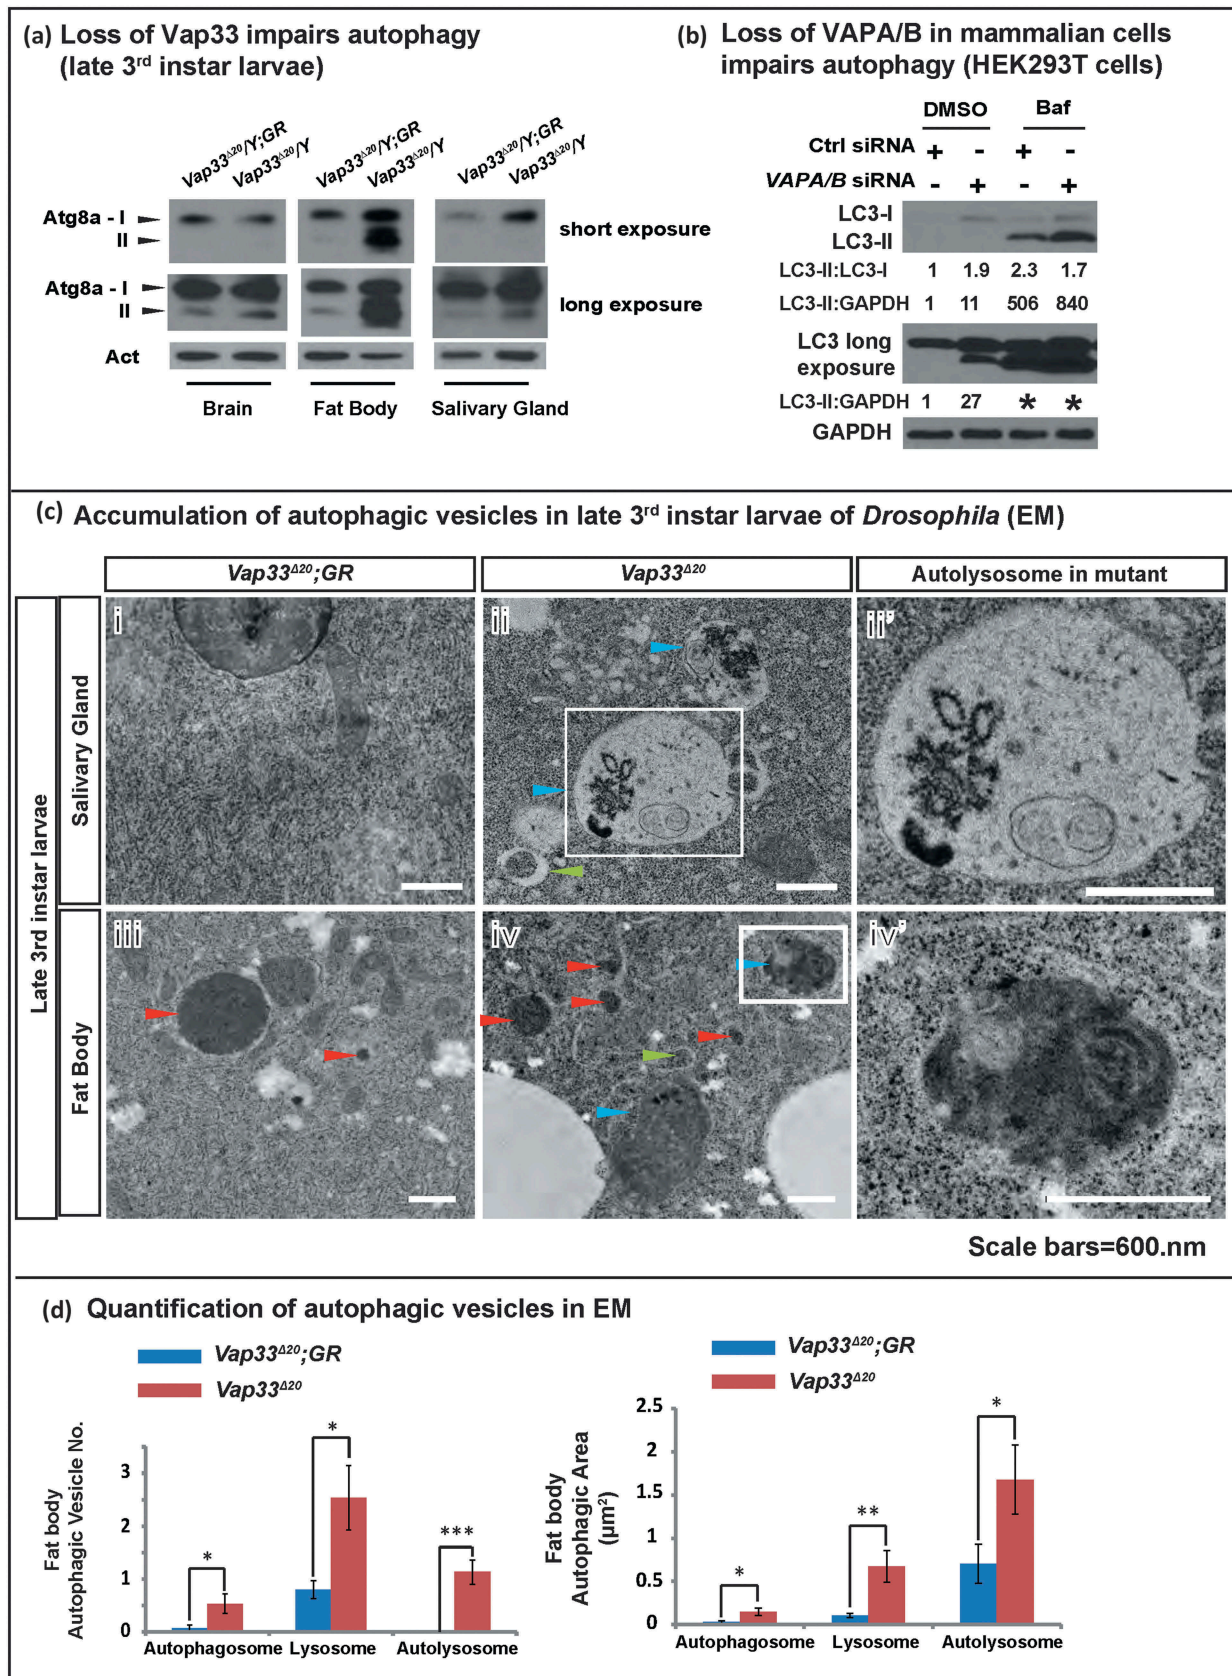 (a) Loss of Vap33 impairs autophagy
(late 3rd instar larvae)
Vap33Δ20/Y;GR
Vap33Δ20/Y
Vap33Δ20/Y;GR
Vap33Δ20/Y
Vap33Δ20/Y;GR
Vap33Δ20/Y
Atg8a - I
II
short exposure
Atg8a - I
II
long exposure
Act
Brain Fat Body Salivary Gland
(b) Loss of VAPA/B in mammalian cells
impairs autophagy (HEK293T cells)
DMSO Baf
Ctrl siRNA + - + -
VAPA/B siRNA - + - +
LC3-I
LC3-II
LC3-II:LC3-I 1 1.9 2.3 1.7
LC3-II:GAPDH 1 11 506 840
LC3 long
exposure
LC3-II:GAPDH 1 27 * *
GAPDH
(c) Accumulation of autophagic vesicles in late 3rd instar larvae of Drosophila (EM)
Vap33Δ20;GR Vap33Δ20 Autolysosome in mutant
Late 3rd instar larvae
Salivary Gland
i ii ii'
Fat Body
iii iv iv'
Scale bars=600.nm
(d) Quantification of autophagic vesicles in EM
Vap33Δ20;GR
Vap33Δ20
Fat body
Autophagic Vesicle No.
3
2
1
0
* * ***
Autophagosome Lysosome Autolysosome
Vap33Δ20;GR
Vap33Δ20
Fat body
Autophagic Area
(µm2)
2.5
2
1.5
1
0.5
0
* ** *
Autophagosome Lysosome Autolysosome